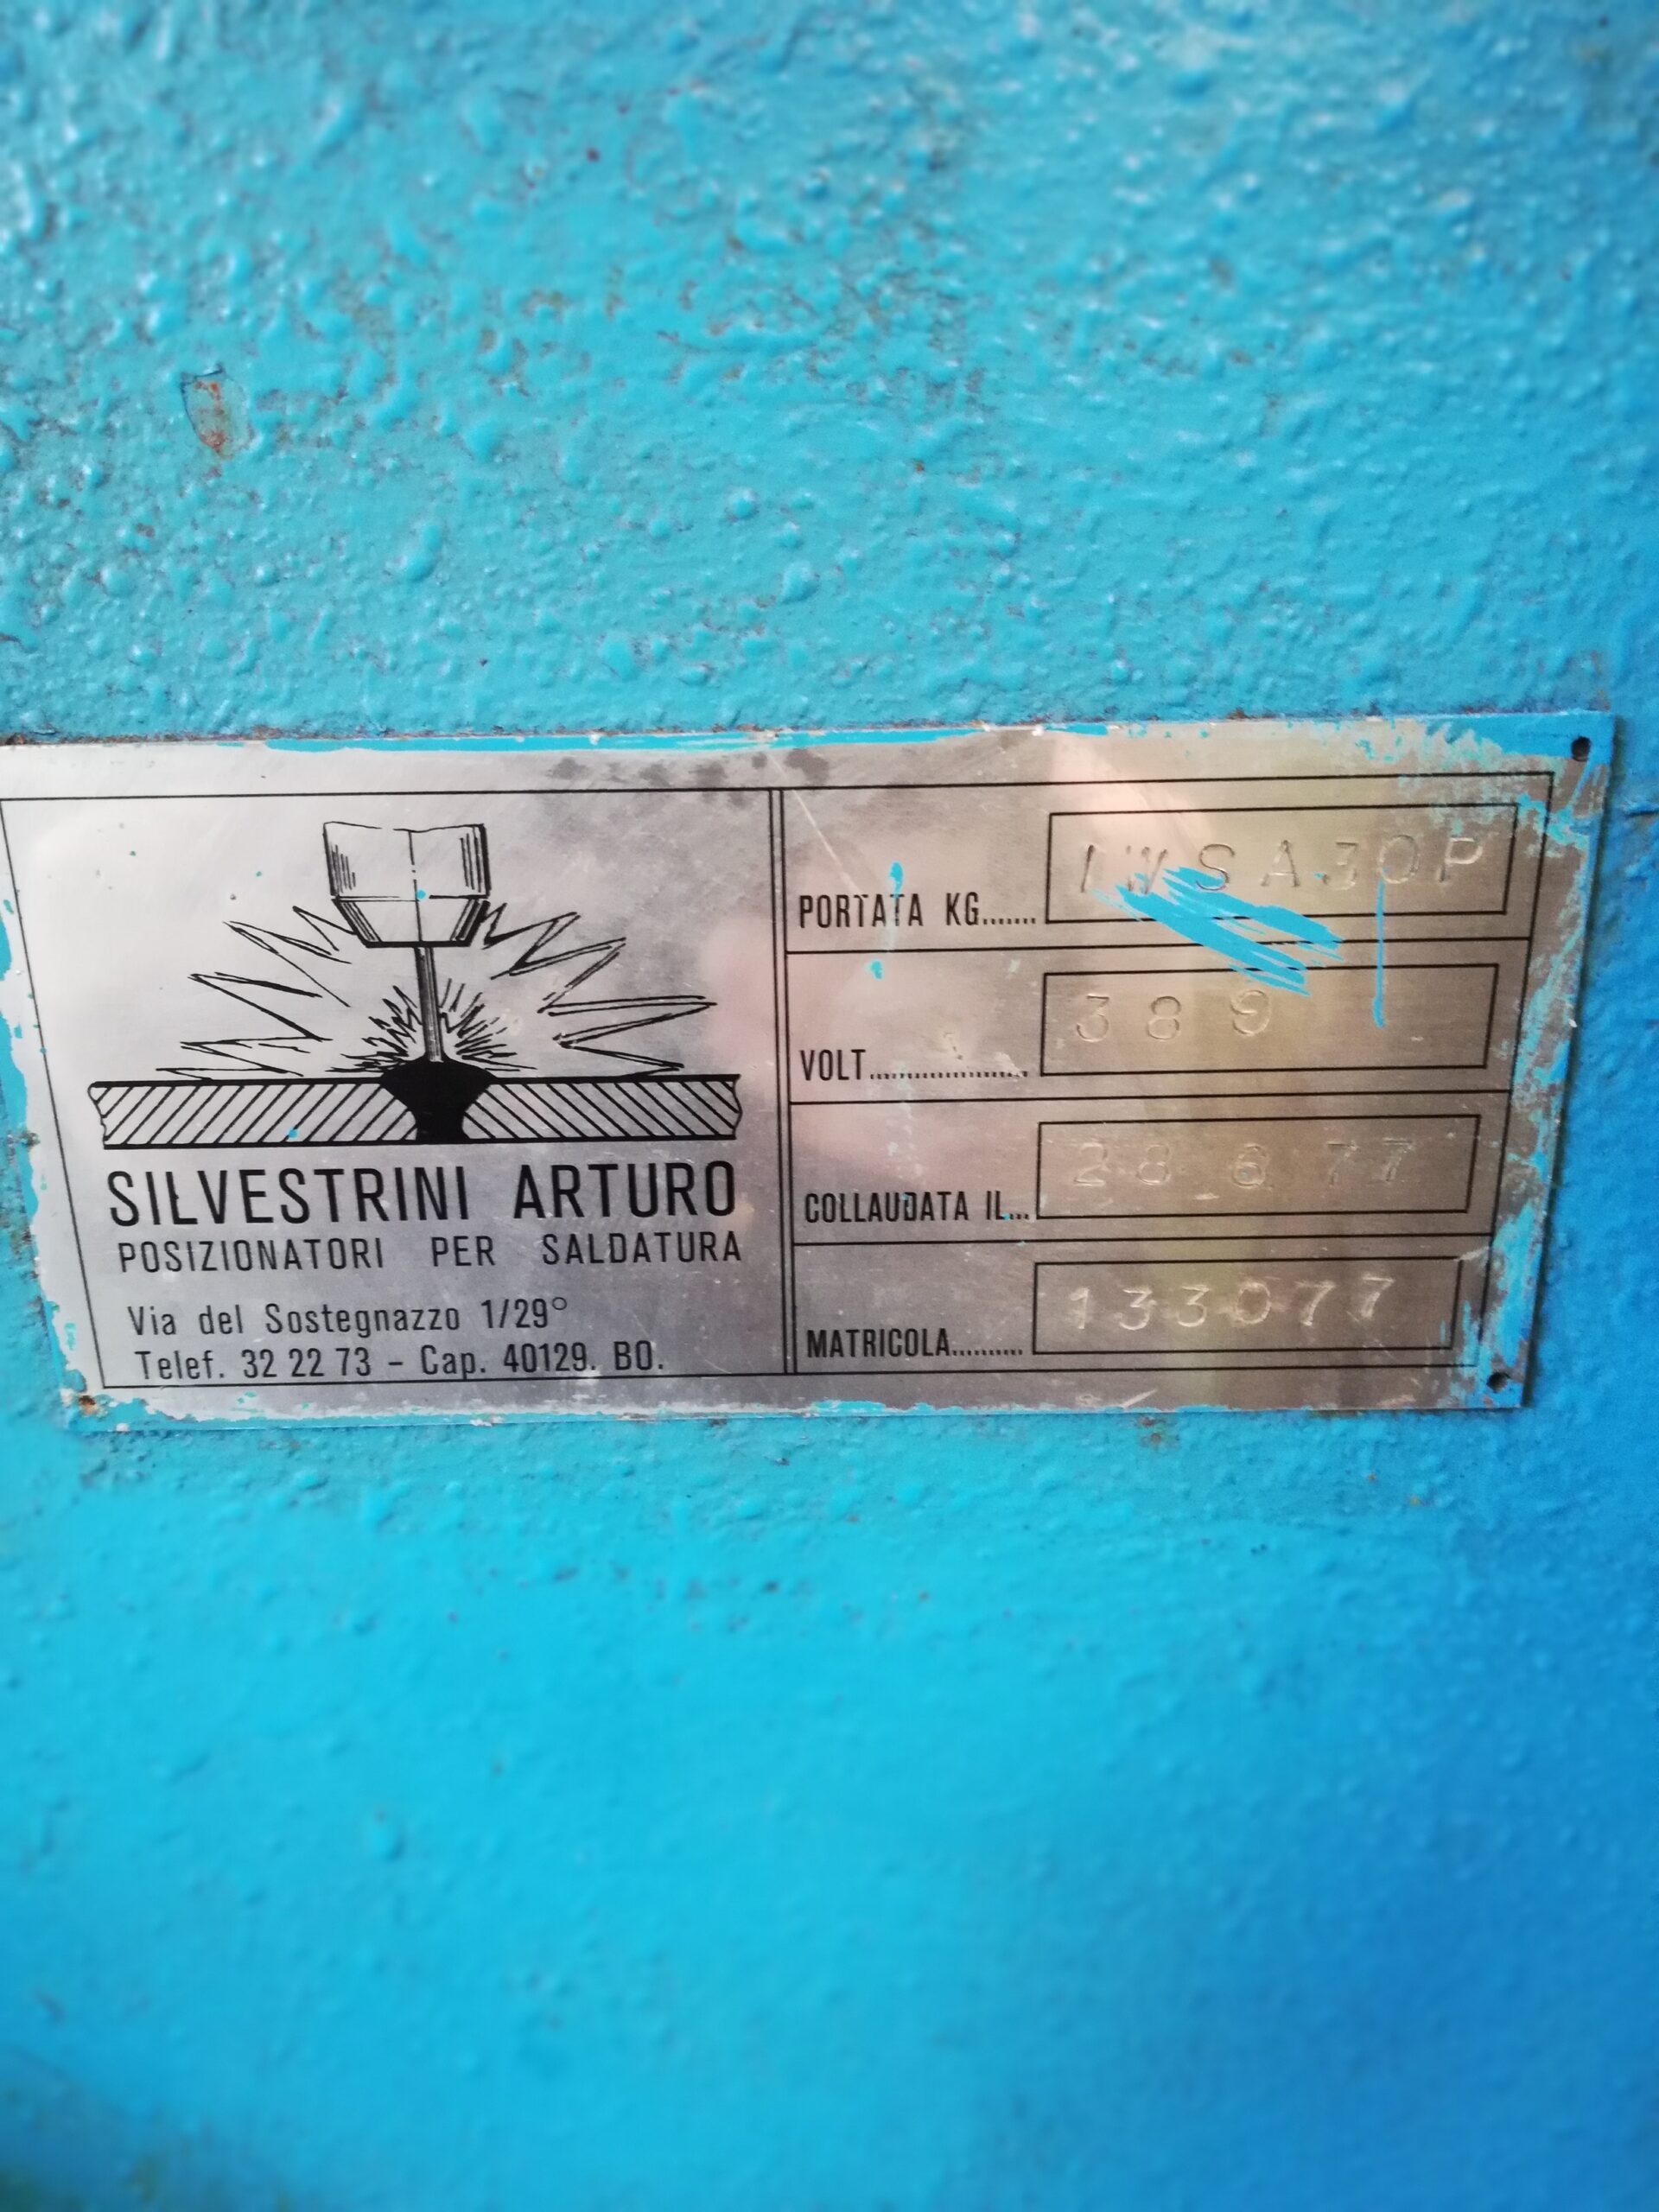 SILVESTRINI ARTURO
POSIZIONATORI PER SALDATURA
Via del Sostegnazzo 1/29°
Telef. 32 22 73 - Cap. 40129. BO.
PORTATA KG....... IWSA30P
VOLT.................... 389
COLLAUDATA IL... 28 6 77
MATRICOLA.......... 133077